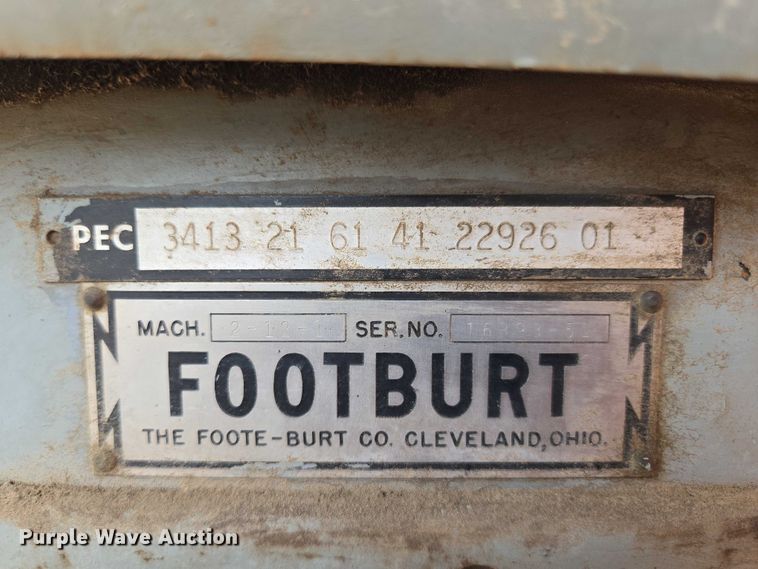 PEC 3413 21 61 41 22926 01
MACH. SER. NO.
FOOTBURT
THE FOOTE-BURT CO. CLEVELAND, OHIO.
Purple Wave Auction